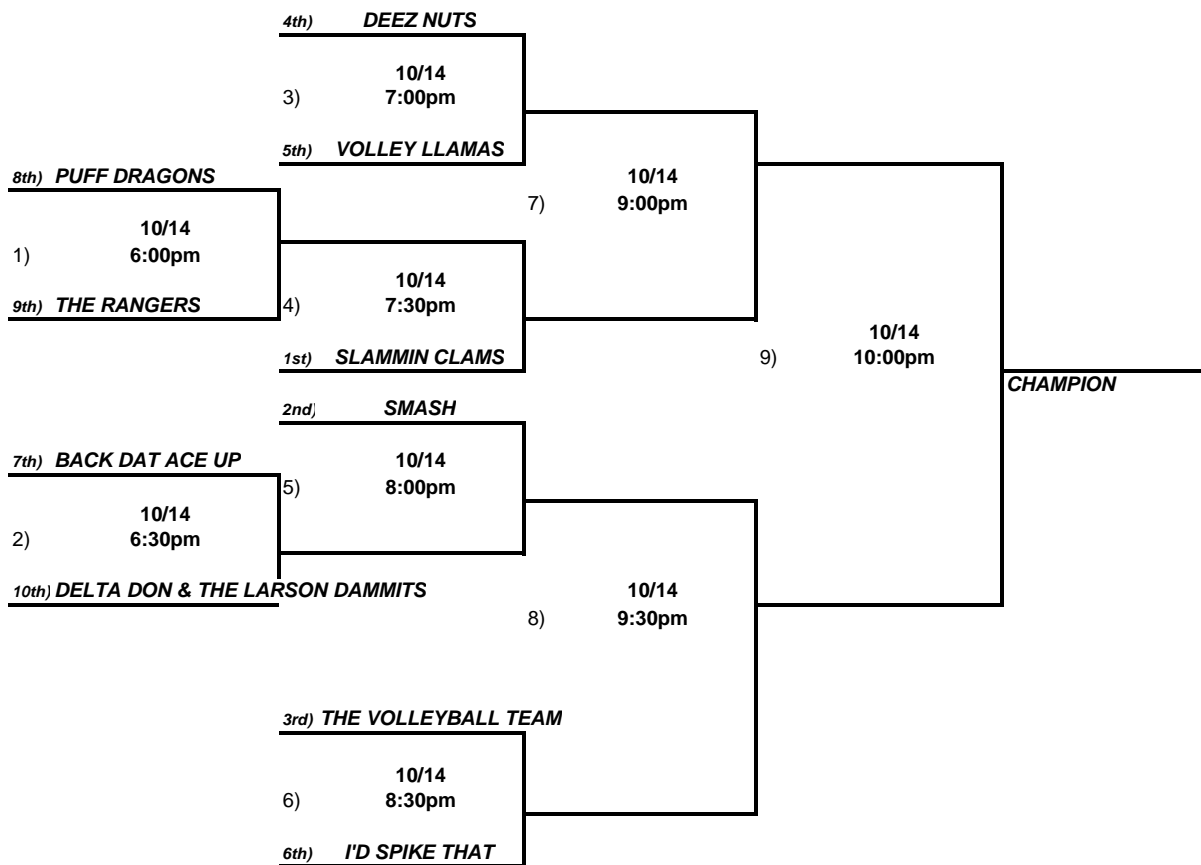 4th) DEEZ NUTS
10/14
3) 7:00pm
5th) VOLLEY LLAMAS
8th) PUFF DRAGONS
10/14
7) 9:00pm
10/14
1) 6:00pm
10/14
9th) THE RANGERS
4) 7:30pm
10/14
1st) SLAMMIN CLAMS
9) 10:00pm
CHAMPION
2nd) SMASH
7th) BACK DAT ACE UP
10/14
5) 8:00pm
10/14
2) 6:30pm
10th) DELTA DON & THE LARSON DAMMITS
10/14
8) 9:30pm
3rd) THE VOLLEYBALL TEAM
10/14
6) 8:30pm
6th) I'D SPIKE THAT